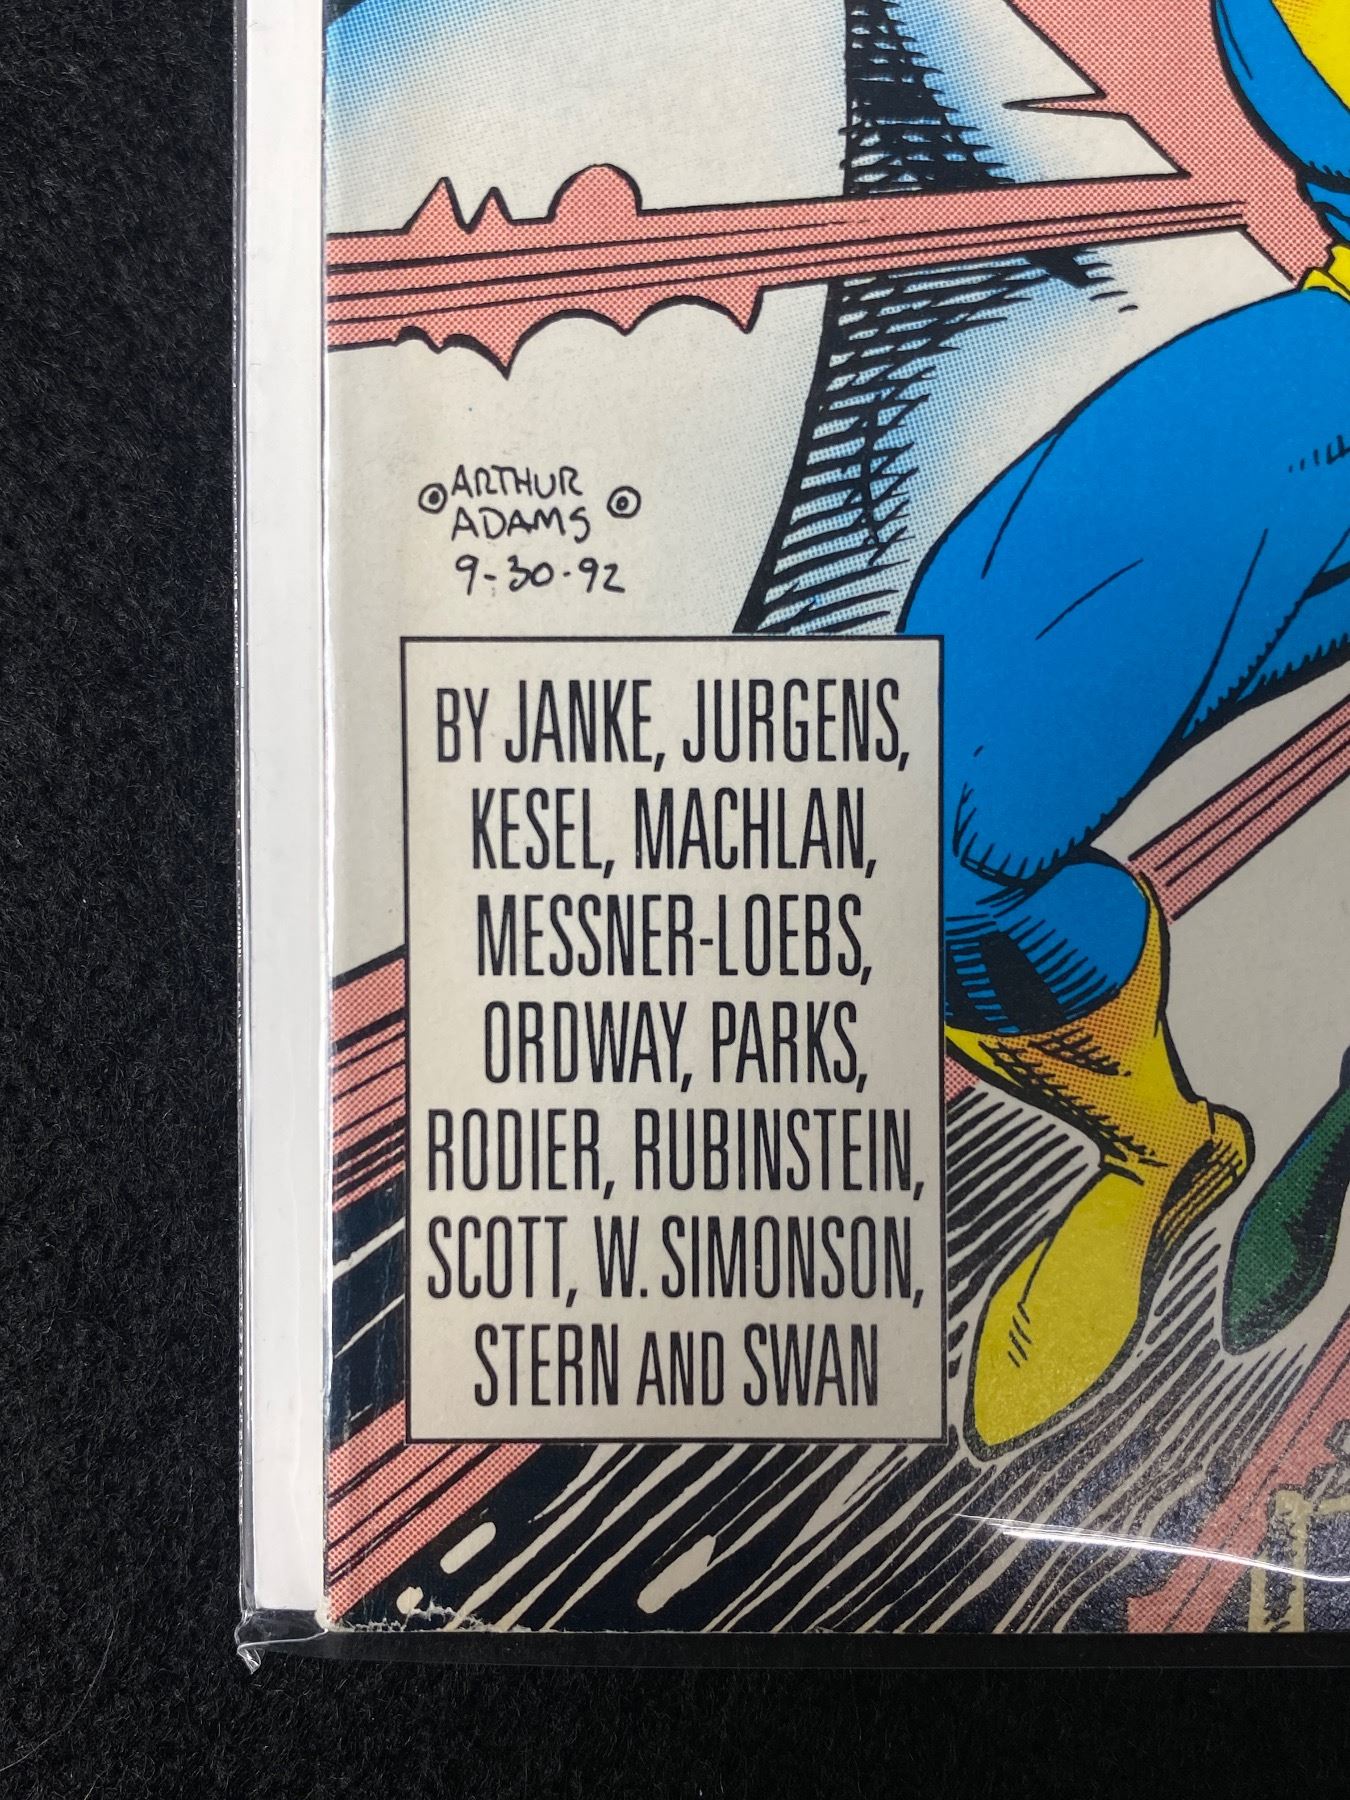 ARTHUR
ADAMS
9-30-92
BY JANKE, JURGENS,
KESEL, MACHLAN,
MESSNER-LOEBS,
ORDWAY, PARKS,
RODIER, RUBINSTEIN,
SCOTT, W. SIMONSON,
STERN AND SWAN